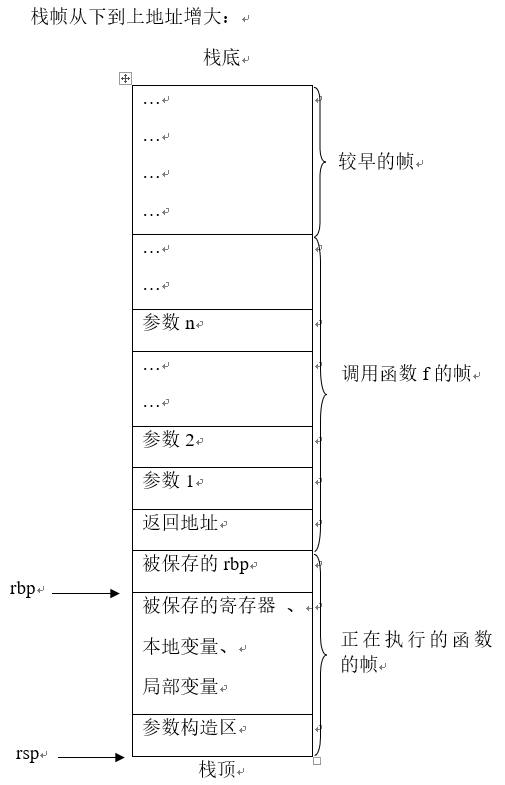 栈帧从下到上地址增大：
栈底
…
…
…
…
较早的帧
…
…
参数 n
…
…
调用函数 f 的帧
参数 2
参数 1
返回地址
被保存的 rbp
rbp
被保存的寄存器 、
本地变量、
局部变量
正在执行的函数
的帧
参数构造区
rsp
栈顶